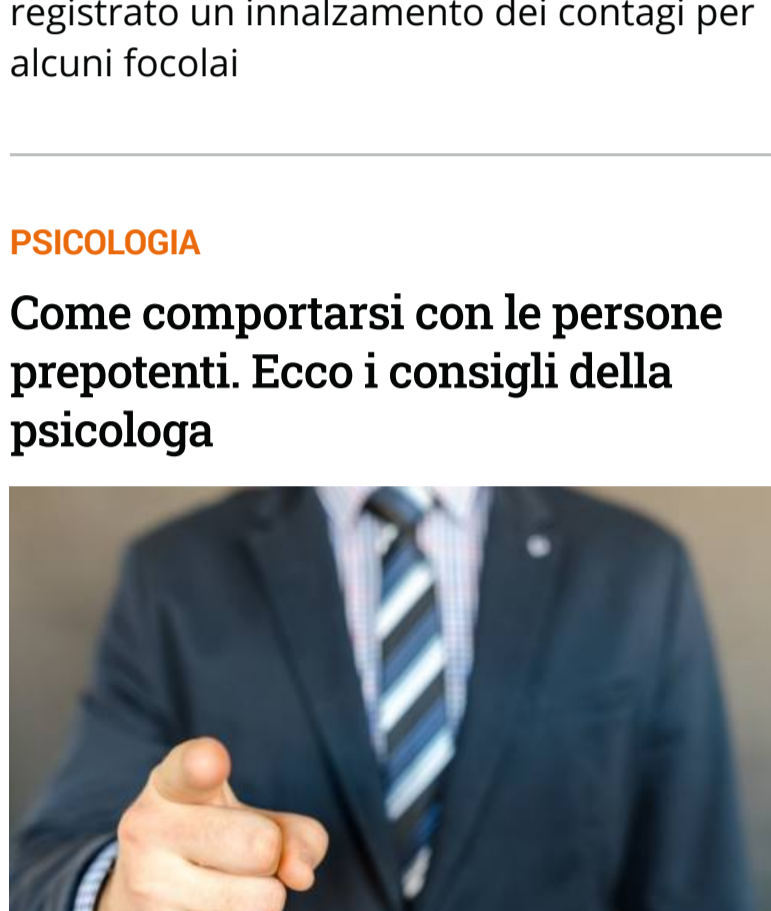 registrato un innalzamento dei contagi per
alcuni focolai
PSICOLOGIA
Come comportarsi con le persone
prepotenti. Ecco i consigli della
psicologa